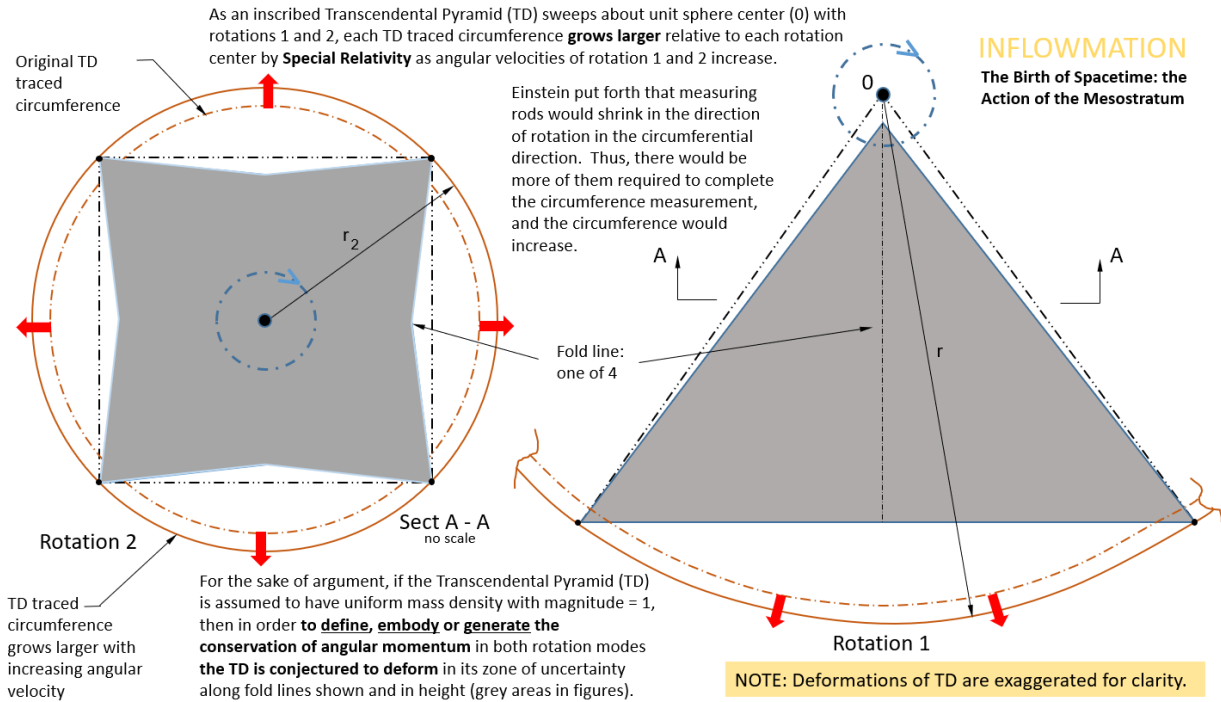 As an inscribed Transcendental Pyramid (TD) sweeps about unit sphere center (0) with
rotations 1 and 2, each TD traced circumference grows larger relative to each rotation
center by Special Relativity as angular velocities of rotation 1 and 2 increase.
INFLOWMATION
The Birth of Spacetime: the
Action of the Mesostratum
Original TD
traced
circumference
0
Einstein put forth that measuring
rods would shrink in the direction
of rotation in the circumferential
direction. Thus, there would be
more of them required to complete
the circumference measurement,
and the circumference would
increase.
r2
A
A
Fold line:
one of 4
r
Sect A - A
no scale
Rotation 2
For the sake of argument, if the Transcendental Pyramid (TD)
is assumed to have uniform mass density with magnitude = 1,
then in order to define, embody or generate the
conservation of angular momentum in both rotation modes
the TD is conjectured to deform in its zone of uncertainty
along fold lines shown and in height (grey areas in figures).
TD traced
circumference
grows larger with
increasing angular
velocity
Rotation 1
NOTE: Deformations of TD are exaggerated for clarity.